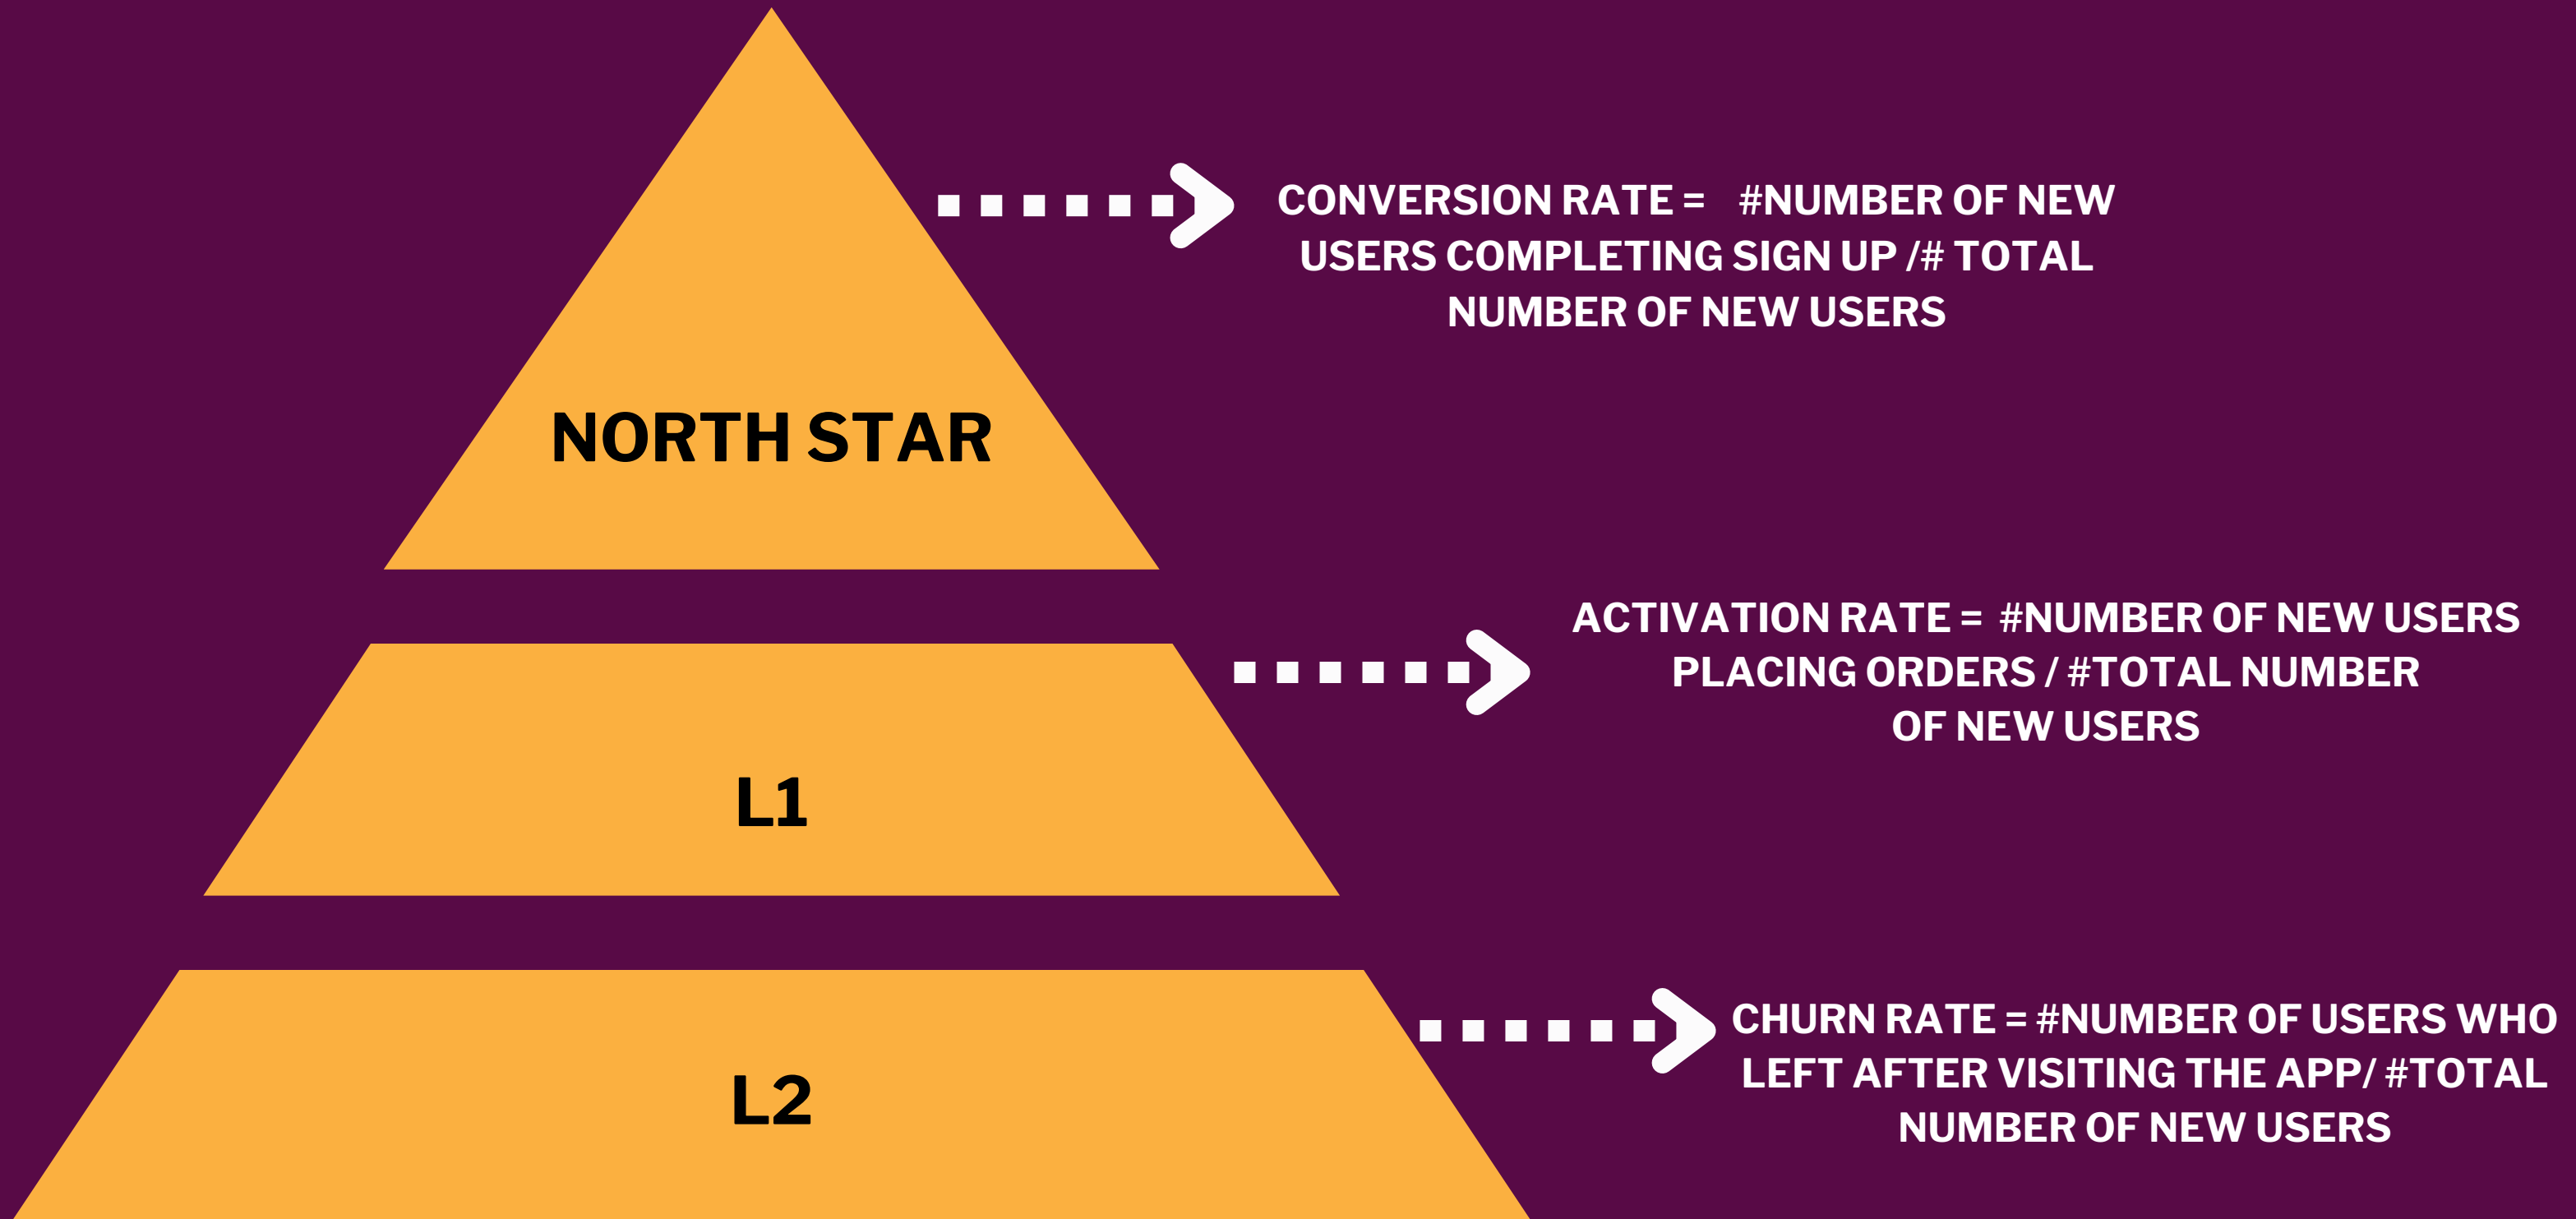 CONVERSION RATE = #NUMBER OF NEW
USERS COMPLETING SIGN UP /# TOTAL
NUMBER OF NEW USERS
NORTH STAR
ACTIVATION RATE = #NUMBER OF NEW USERS
PLACING ORDERS / #TOTAL NUMBER
OF NEW USERS
L1
CHURN RATE = #NUMBER OF USERS WHO
LEFT AFTER VISITING THE APP/ #TOTAL
NUMBER OF NEW USERS
L2